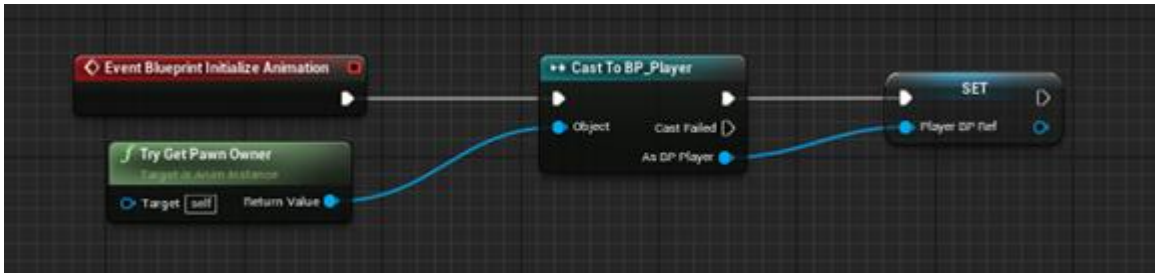 Event Blueprint Initialize Animation
Try Get Pawn Owner
Target is Anim Instance
Target self Return Value
Cast To BP_Player
Object Cast Failed
As BP Player
SET
Player BP Ref